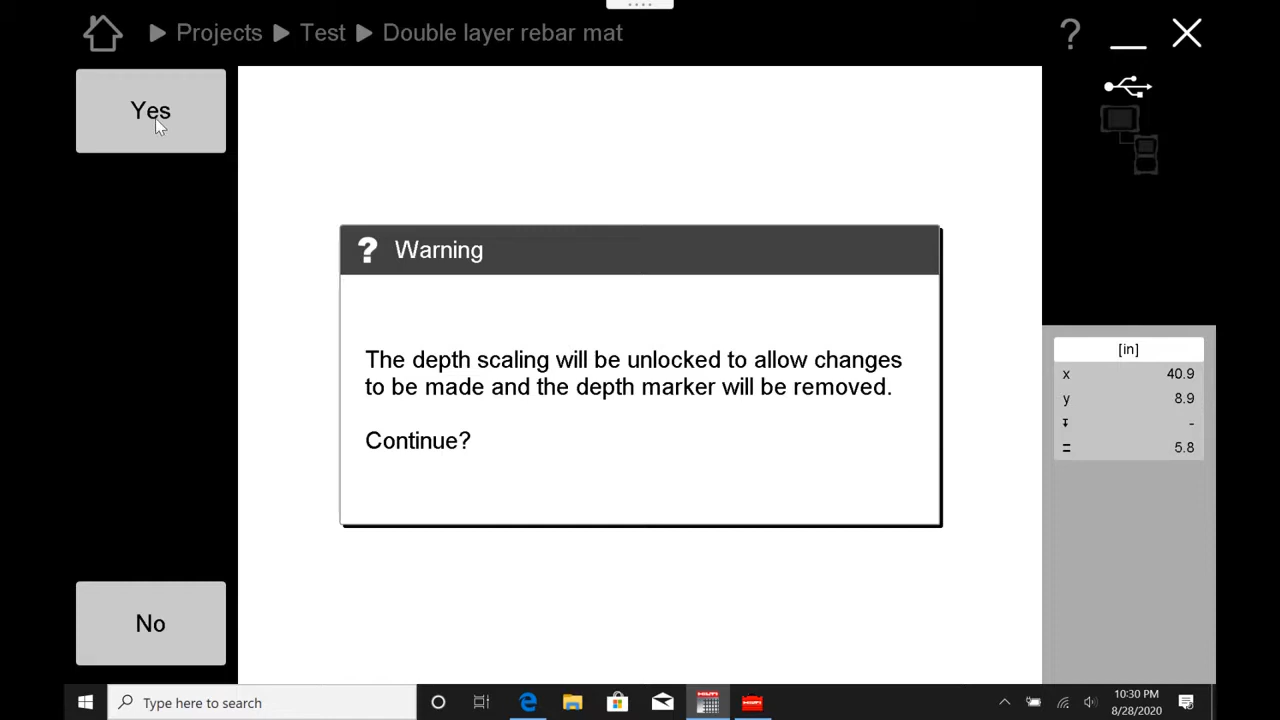 Projects Test Double layer rebar mat
?
Yes
? Warning
The depth scaling will be unlocked to allow changes
to be made and the depth marker will be removed.
Continue?
[in]
x 40.9
y 8.9
-
= 5.8
No
Type here to search
HILTI
10:30 PM
8/28/2020